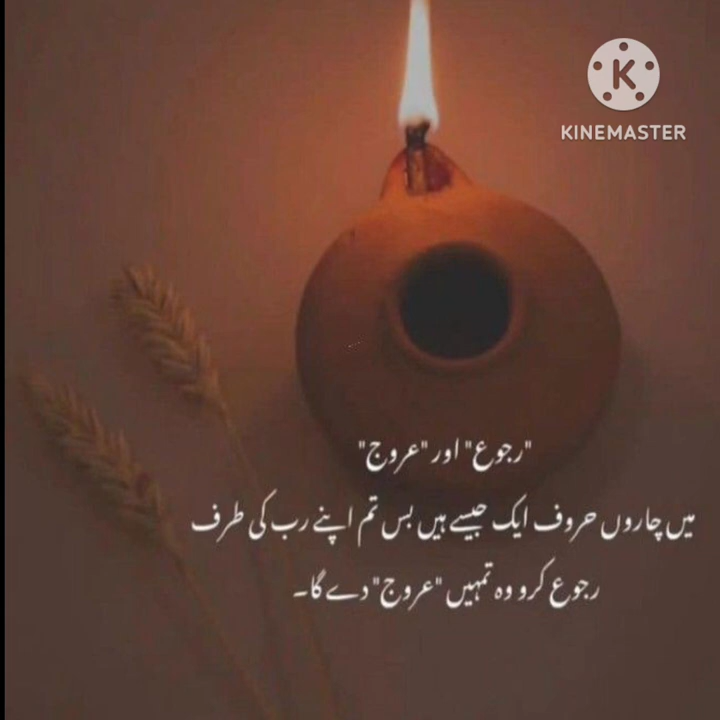 KINEMASTER
"رجوع" اور "عروج"
میں چاروں حروف ایک جیسے ہیں بس تم اپنے رب کی طرف
رجوع کرو وہ تمہیں "عروج" دے گا۔